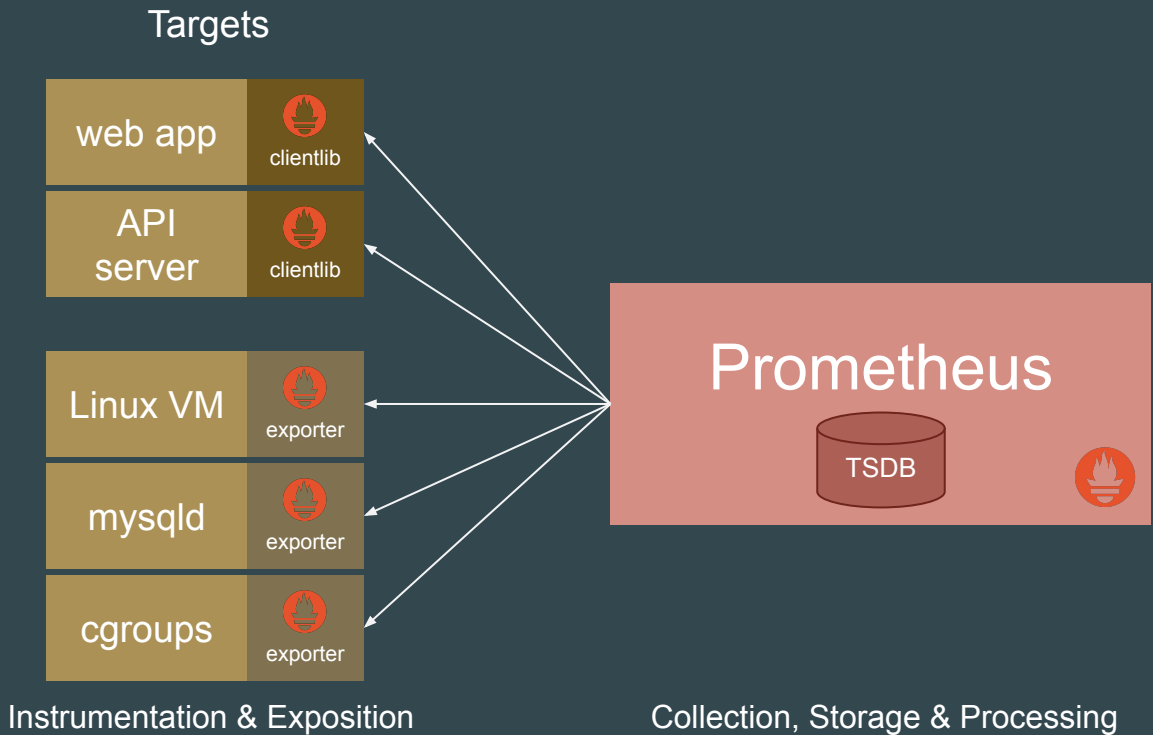 Targets
web app
clientlib
API
server
clientlib
Linux VM
exporter
mysqld
exporter
cgroups
exporter
Prometheus
TSDB
Instrumentation & Exposition
Collection, Storage & Processing